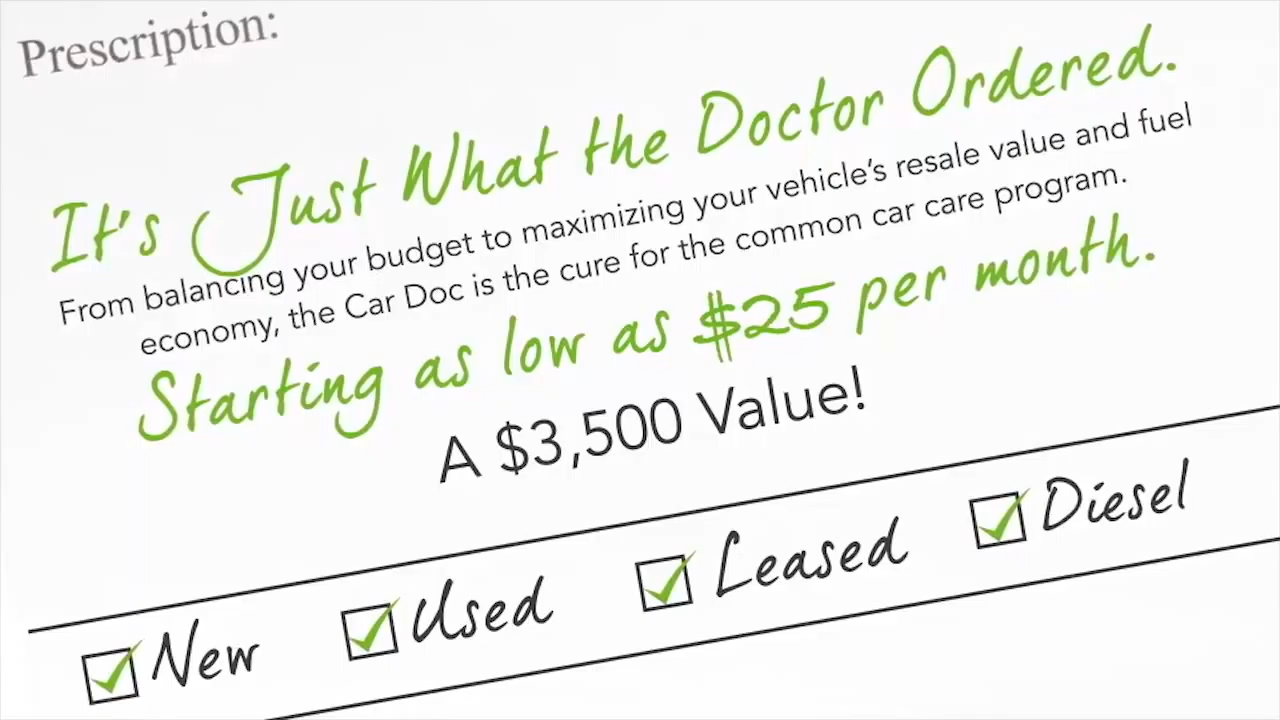 Prescription:
It's Just What the Doctor Ordered.
From balancing your budget to maximizing your vehicle's resale value and fuel
economy, the Car Doc is the cure for the common car care program.
Starting as low as $25 per month.
A $3,500 Value!
New Used Leased Diesel